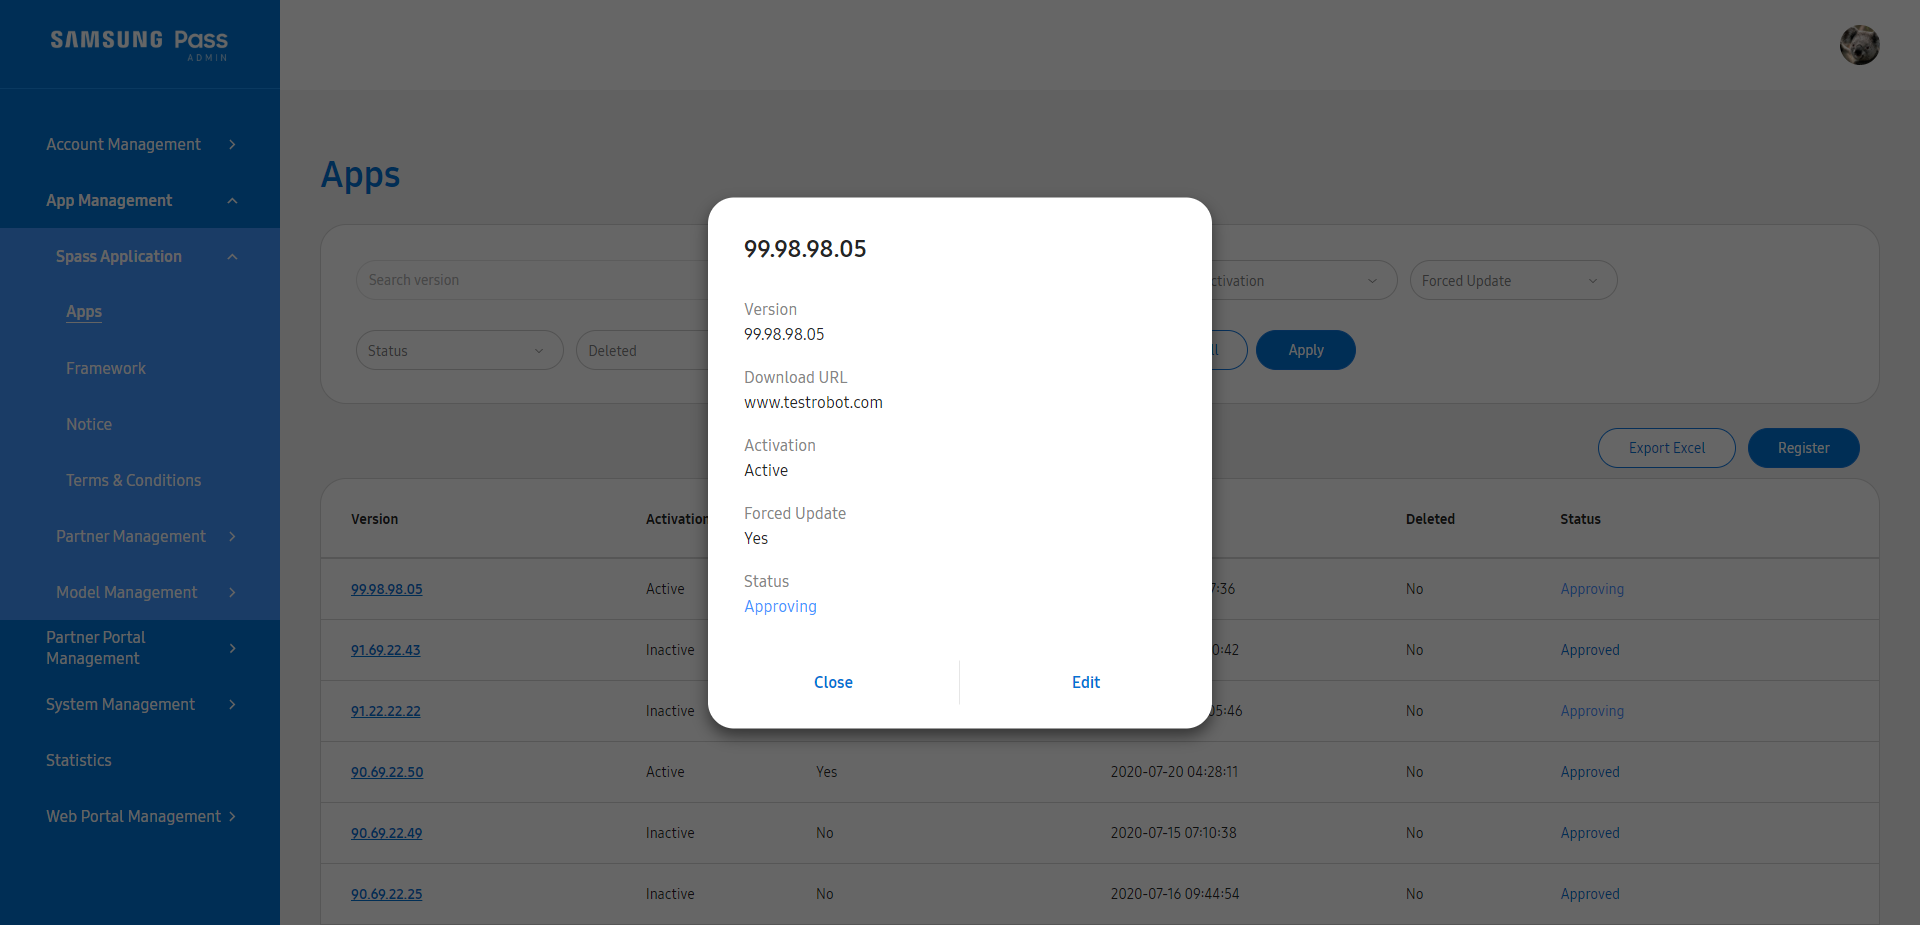 SAMSUNG Pass
ADMIN
Account Management
App Management
Spass Application
Apps
Framework
Notice
Terms & Conditions
Partner Management
Model Management
Partner Portal
Management
System Management
Statistics
Web Portal Management
Apps
Search version
ctivation
Forced Update
Status
Deleted
ll
Apply
Export Excel
Register
Version
Activation
Deleted
Status
99.98.98.05
Active
7:36
No
Approving
91.69.22.43
Inactive
0:42
No
Approved
91.22.22.22
Inactive
05:46
No
Approving
90.69.22.50
Active
Yes
2020-07-20 04:28:11
No
Approved
90.69.22.49
Inactive
No
2020-07-15 07:10:38
No
Approved
90.69.22.25
Inactive
No
2020-07-16 09:44:54
No
Approved
99.98.98.05
Version
99.98.98.05
Download URL
www.testrobot.com
Activation
Active
Forced Update
Yes
Status
Approving
Close
Edit